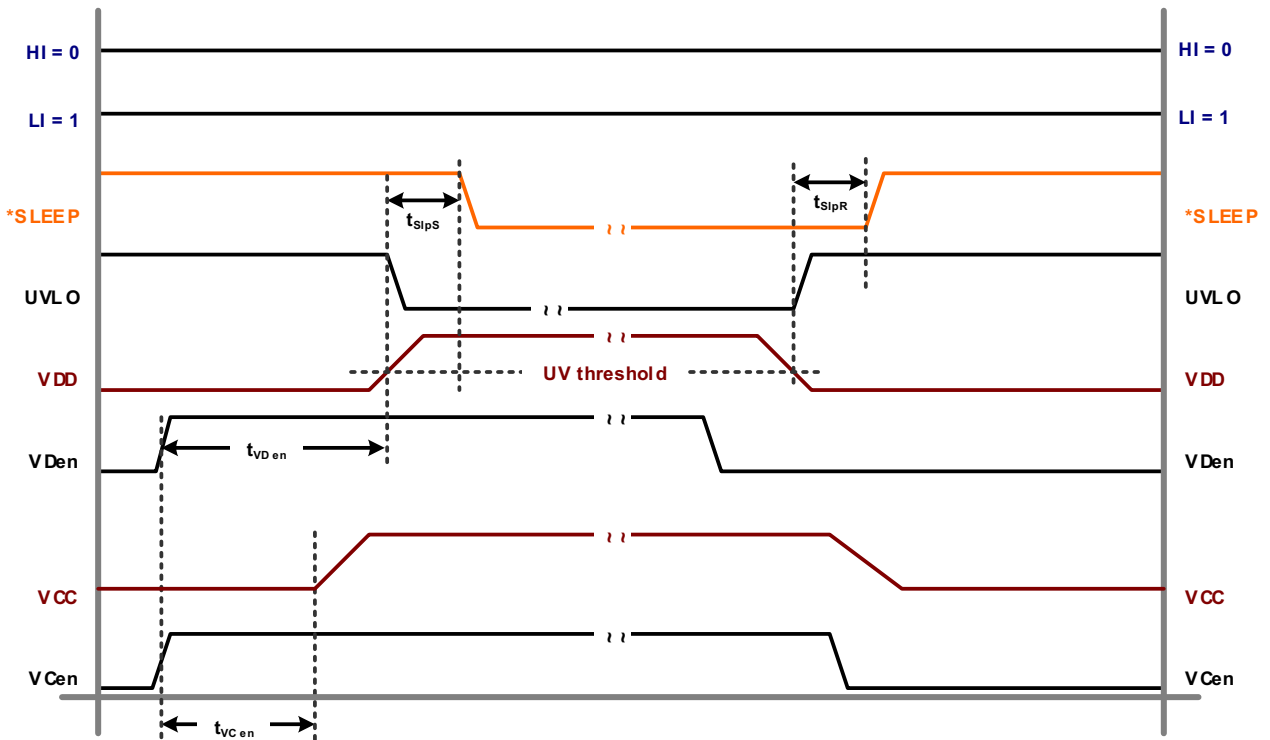 HI = 0
HI = 0
LI = 1
LI = 1
*SLEEP
tSlpS
tSlpR
*SLEEP
UVLO
UVLO
VDD
UV threshold
VDD
VDen
tVDen
VDen
VCC
VCC
VCen
VCen
tVCen